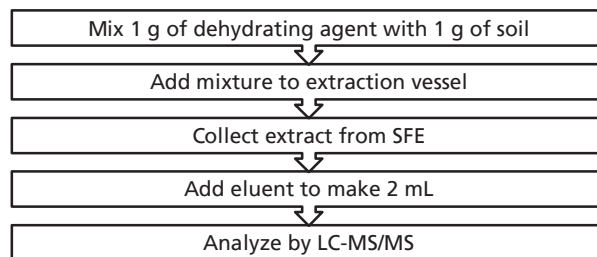 Mix 1 g of dehydrating agent with 1 g of soil
Add mixture to extraction vessel
Collect extract from SFE
Add eluent to make 2 mL
Analyze by LC-MS/MS